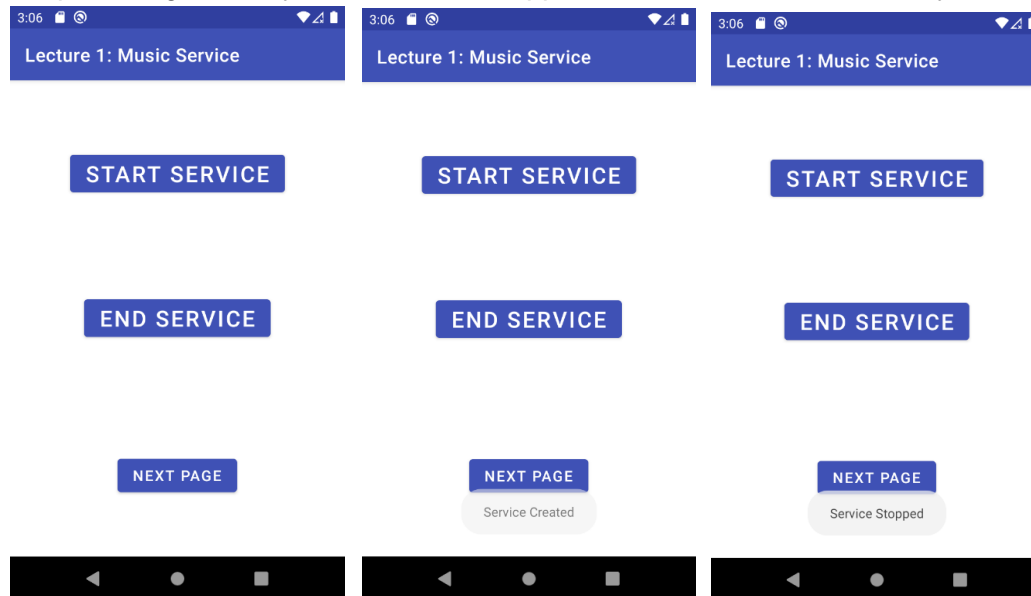 3:06
Lecture 1: Music Service
START SERVICE
END SERVICE
NEXT PAGE
3:06
Lecture 1: Music Service
START SERVICE
END SERVICE
NEXT PAGE
Service Created
3:06
Lecture 1: Music Service
START SERVICE
END SERVICE
NEXT PAGE
Service Stopped